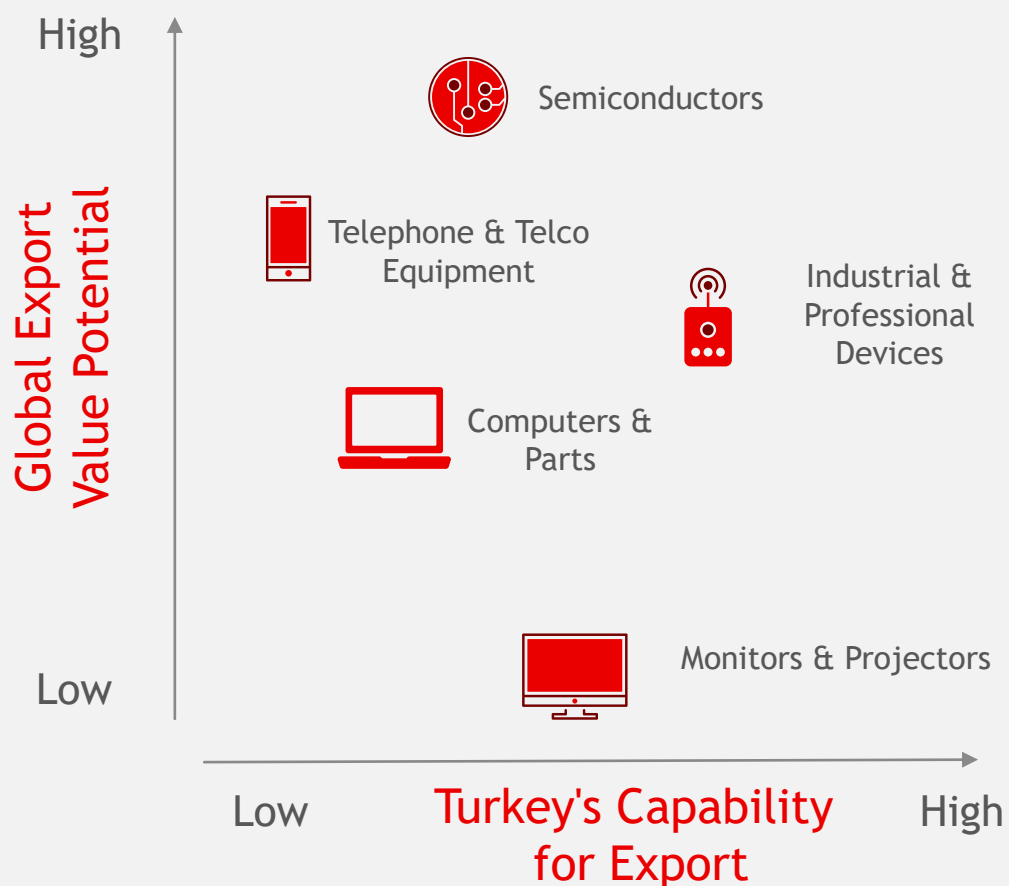 High
Semiconductors
Telephone & Telco
Equipment
Industrial &
Professional
Devices
Global Export
Value Potential
Computers &
Parts
Monitors & Projectors
Low
Low
Turkey's Capability
for Export
High